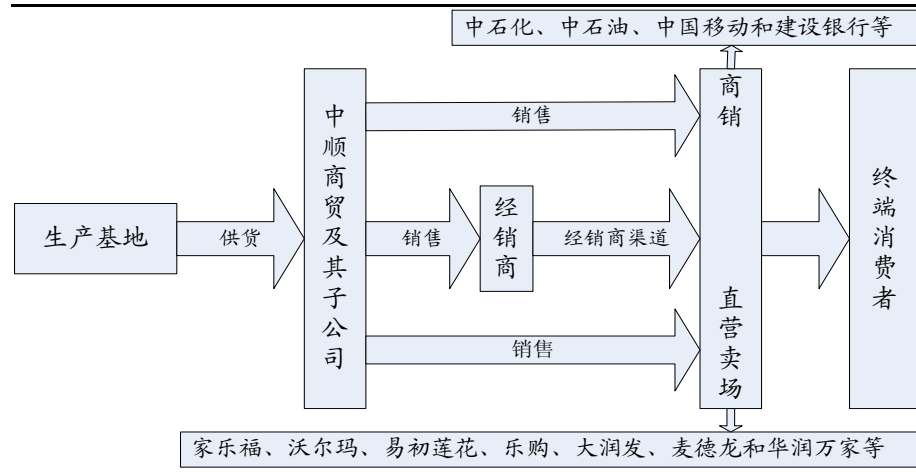 中石化、中石油、中国移动和建设银行等
生产基地
供货
中顺商贸及其子公司
销售
销售
经销商
经销商渠道
销售
商销
直营卖场
终端消费者
家乐福、沃尔玛、易初莲花、乐购、大润发、麦德龙和华润万家等